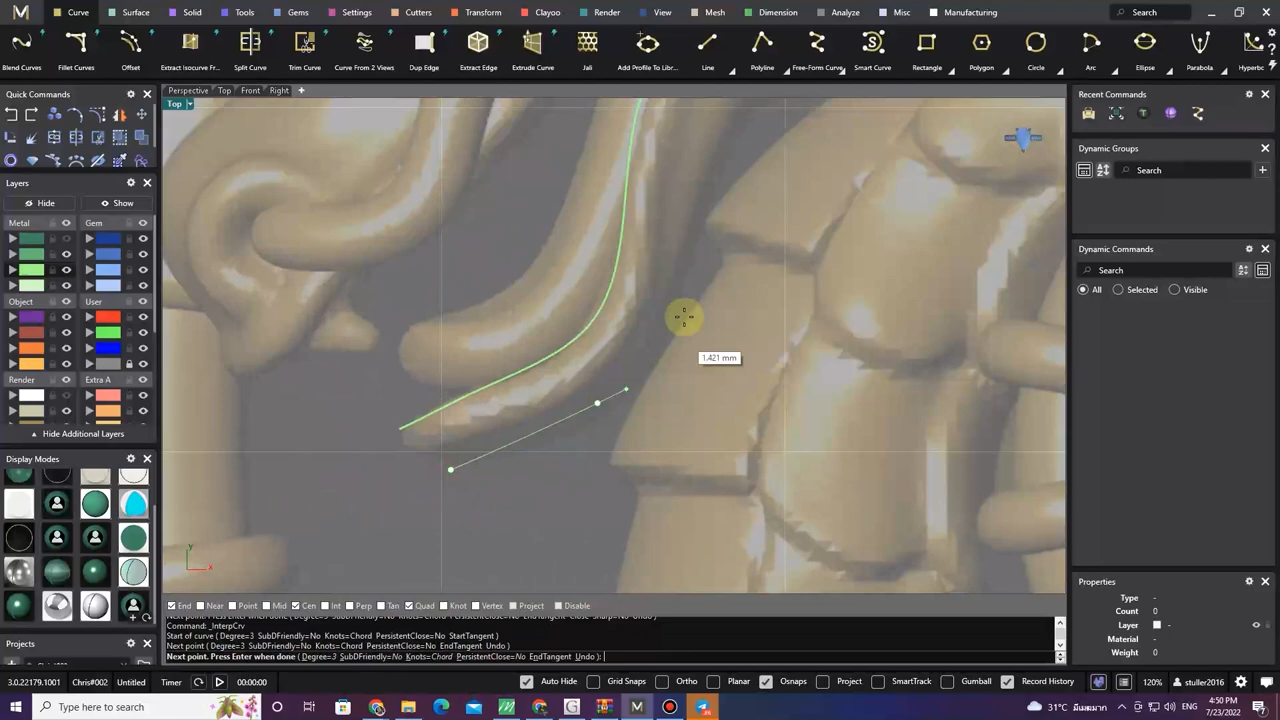 Curve Surface Solid Tools Gems Settings Cutters Transform Clayoo Render View Mesh Dimension Analyze Misc Manufacturing Search
Blend Curves Fillet Curves Offset Extract Isocurve Fr... Split Curve Trim Curve Curve From 2 Views Dup Edge Extract Edge Extrude Curve Jali Add Profile To Libr... Line Polyline Free-Form Curve Smart Curve Rectangle Polygon Circle Arc Ellipse Parabola Hyperbc
Quick Commands
Perspective Top Front Right
Top
Recent Commands
Dynamic Groups
Search
Layers
Hide Show
Metal Gem
Object User
Render Extra A
Hide Additional Layers
Dynamic Commands
Search
All Selected Visible
1.421 mm
Display Modes
y
x
Properties
Type -
Count 0
Layer -
Material -
Weight 0
End Near Point Mid Cen Int Perp Tan Quad Knot Vertex Project Disable
Command: _InterpCrv
Start of curve ( Degree=3 SubDFriendly=No Knots=Chord PersistentClose=No StartTangent )
Next point ( Degree=3 SubDFriendly=No Knots=Chord PersistentClose=No EndTangent Undo )
Next point. Press Enter when done ( Degree=3 SubDFriendly=No Knots=Chord PersistentClose=No EndTangent Undo ):
Projects
3.0.22179.1001 Chris#002 Untitled Timer 00:00:00 Auto Hide Grid Snaps Ortho Planar Osnaps Project SmartTrack Gumball Record History 120% stuller2016
Type here to search
31°C
4:50 PM
7/23/2022